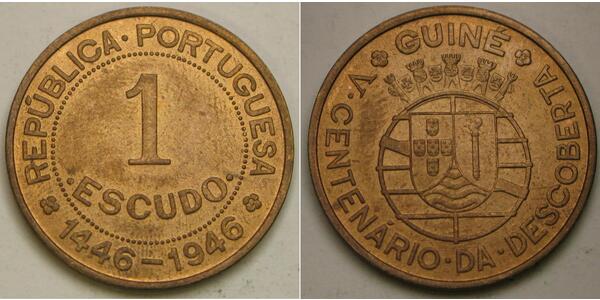 REPÚBLICA · PORTUGUESA
1
ESCUDO.
1446-1946
GUINÉ
V · CENTENÁRIO · DA · DESCOBERTA